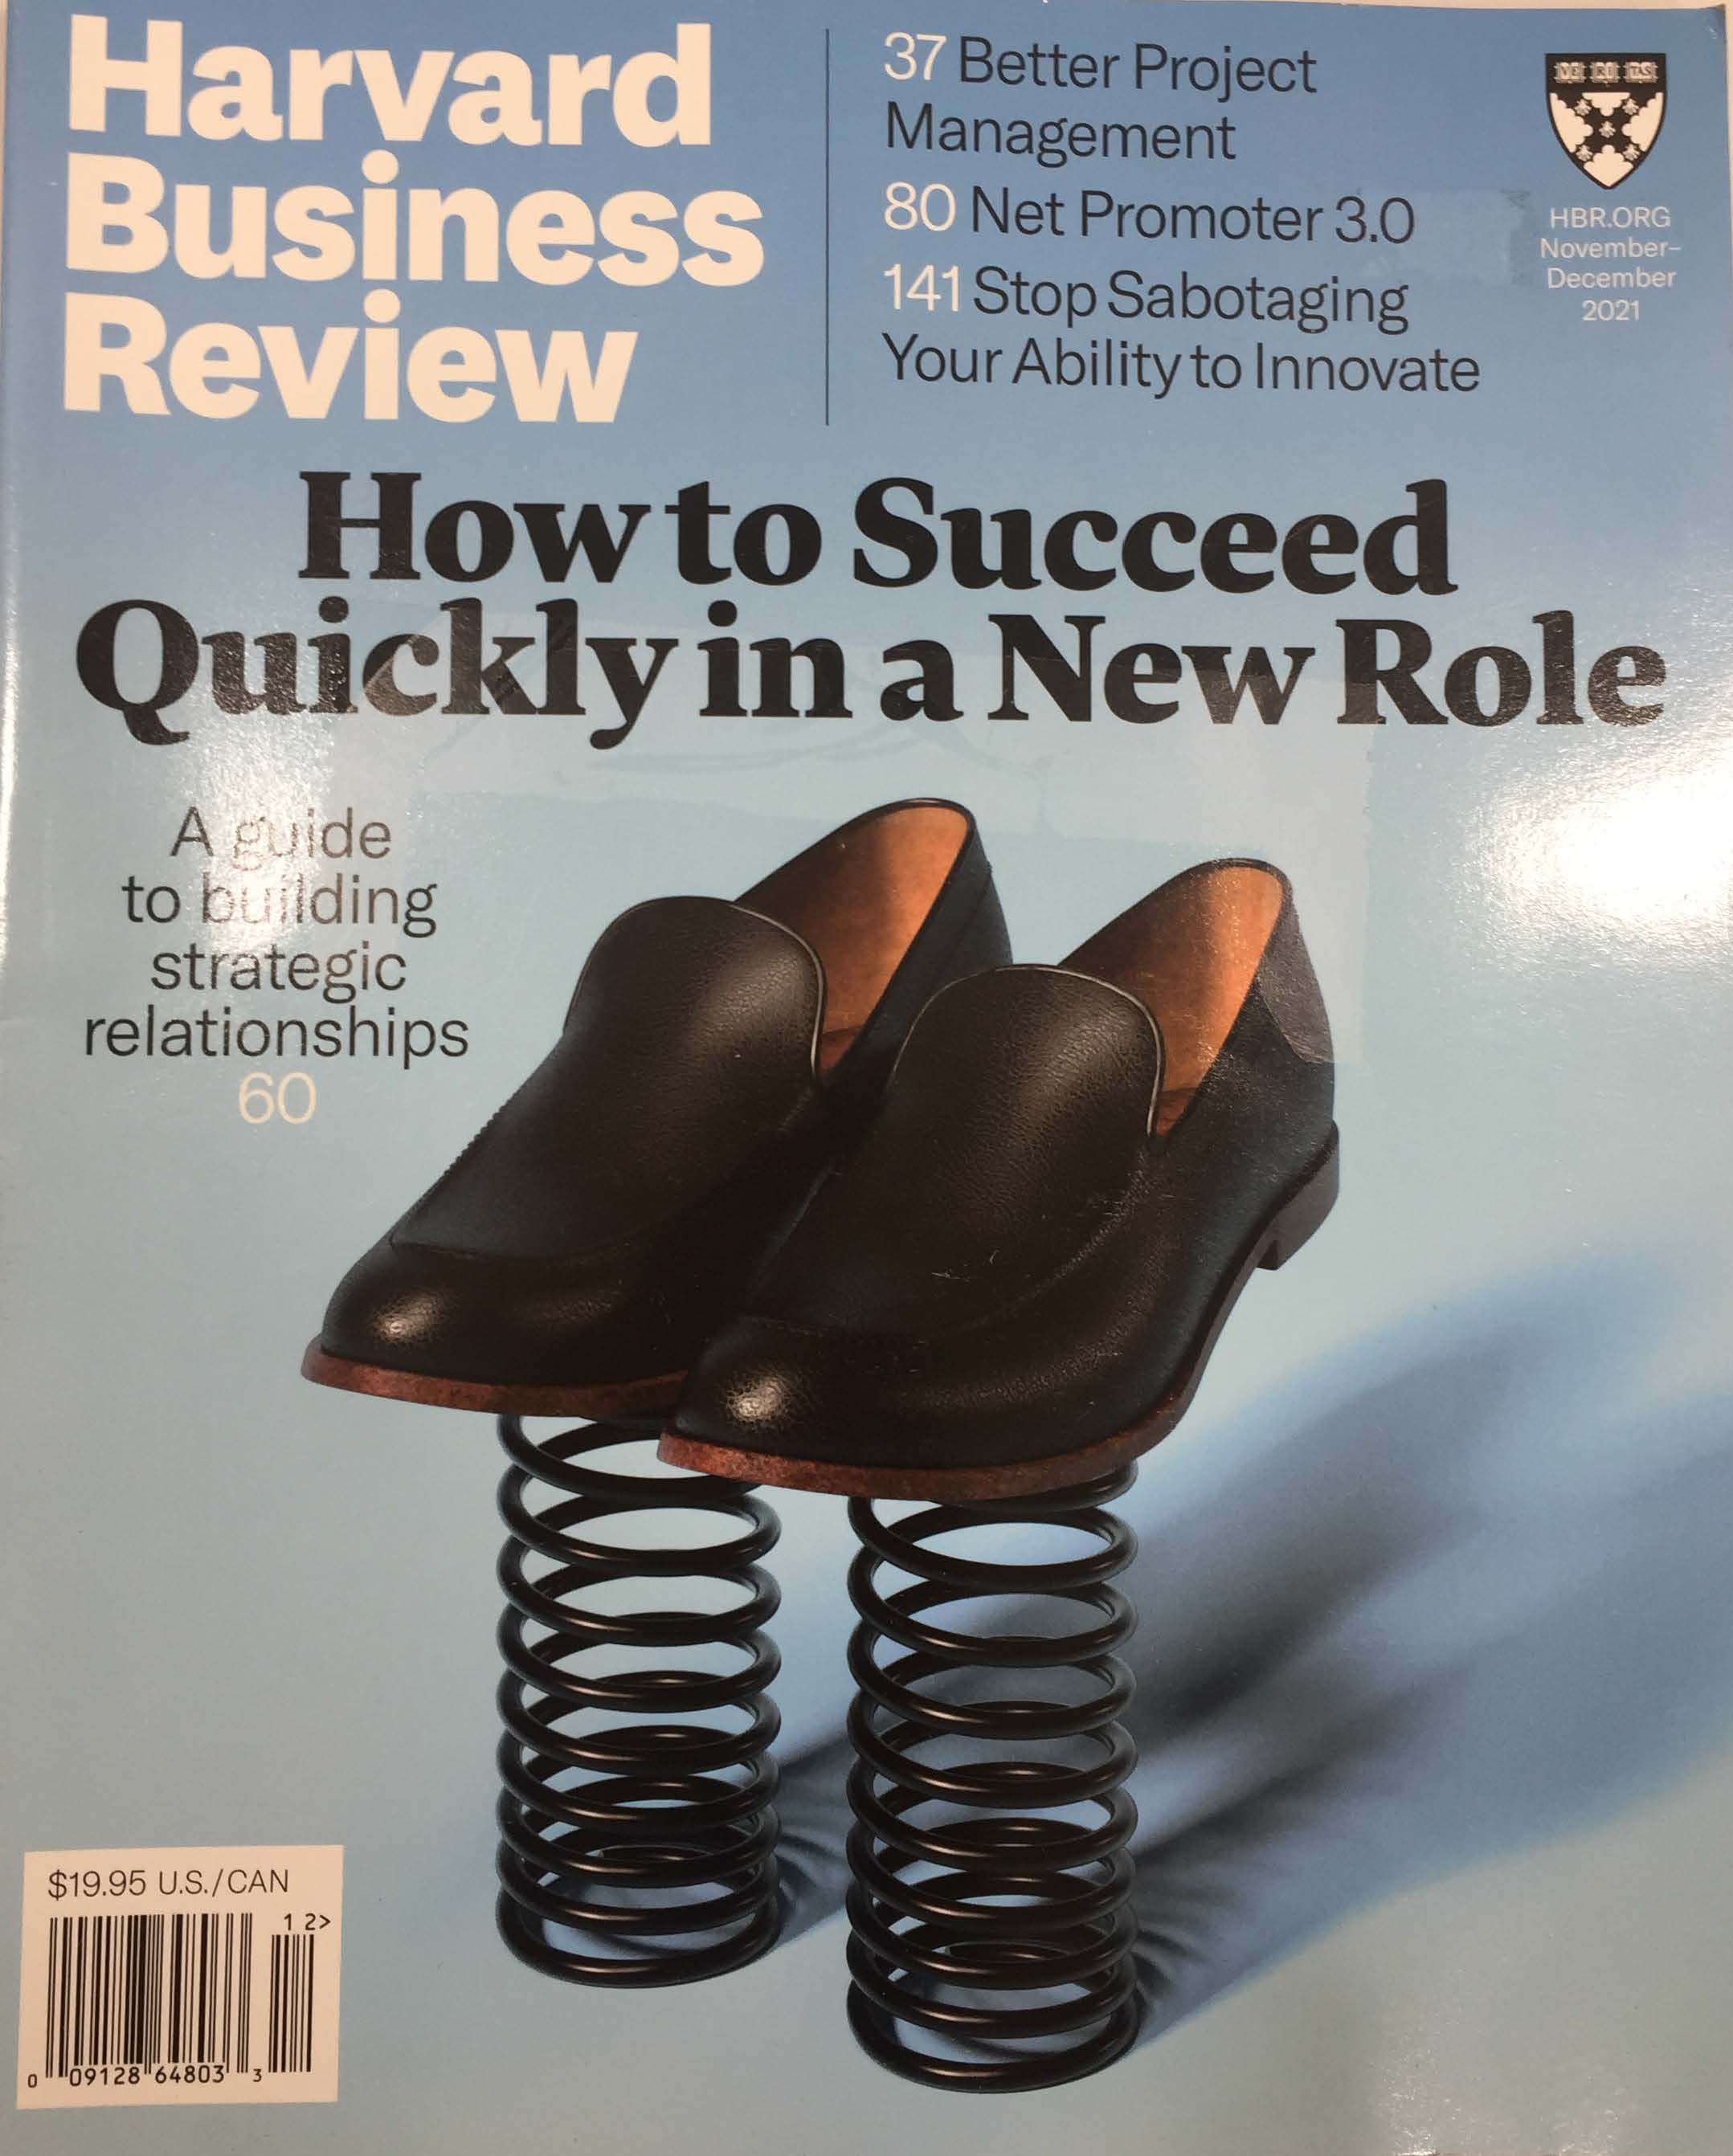 Harvard
Business
Review
37 Better Project
Management
80 Net Promoter 3.0
141 Stop Sabotaging
Your Ability to Innovate
HBR.ORG
November–
December
2021
How to Succeed
Quickly in a New Role
A guide
to building
strategic
relationships
60
$19.95 U.S./CAN
1 2>
0 09128 64803 3